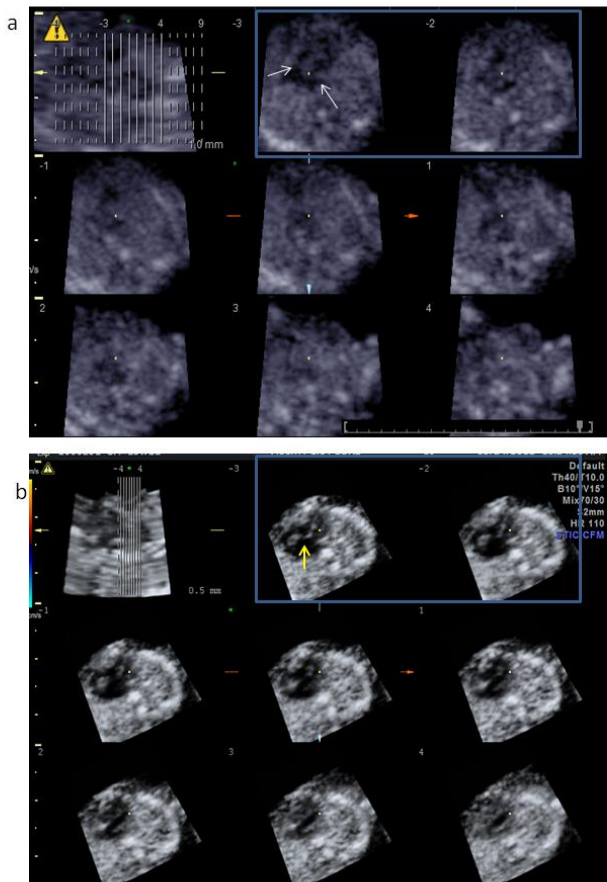 a
-4 -3 4 9 -3 -2
1.0 mm
-1 1
2 3 4
b
-4 4 -3 -2
Default
Th40/T10.0
B10°/V15°
Mix70/30
HR 110
STIC CFM
0.5 mm
-1 1
2 3 4